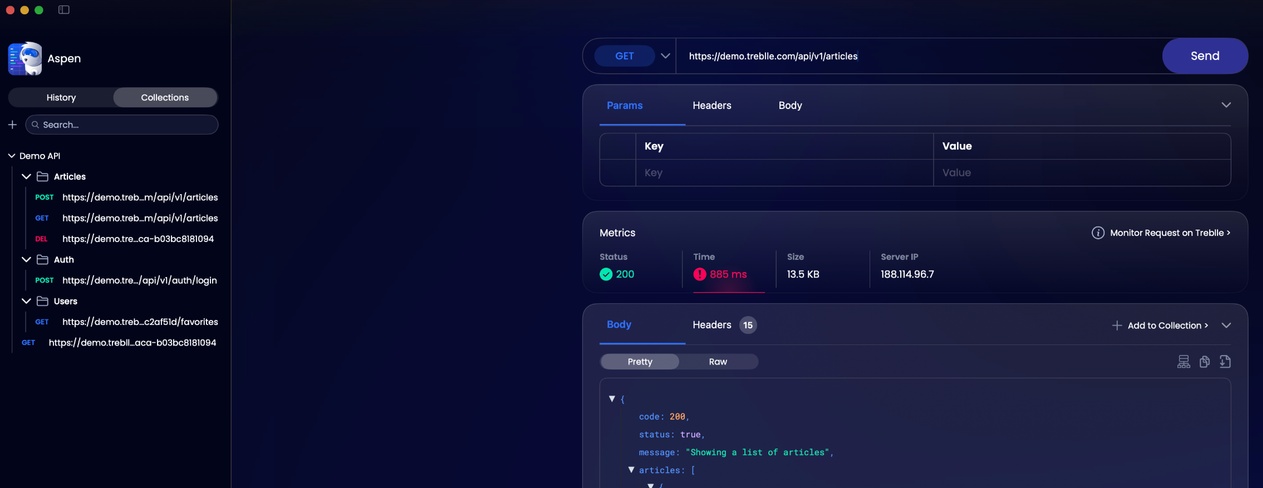 Aspen
History Collections
Search...
Demo API
Articles
POST https://demo.treb...m/api/v1/articles
GET https://demo.treb...m/api/v1/articles
DEL https://demo.tre...ca-b03bc8181094
Auth
POST https://demo.tre.../api/v1/auth/login
Users
GET https://demo.treb...c2af51d/favorites
GET https://demo.trebll...aca-b03bc8181094
GET https://demo.treblle.com/api/v1/articles Send
Params Headers Body
Key Value
Key Value
Metrics Monitor Request on Treblle >
Status Time Size Server IP
200 885 ms 13.5 KB 188.114.96.7
Body Headers 15 + Add to Collection >
Pretty Raw
{
code: 200,
status: true,
message: "Showing a list of articles",
articles: [
{